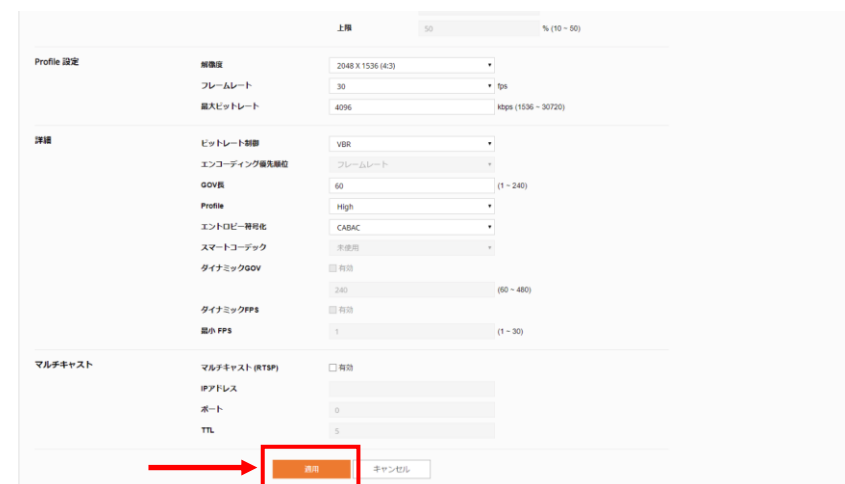 上限 50 % (10 ~ 50)
Profile 設定 解像度 2048 X 1536 (4:3)
フレームレート 30 fps
最大ビットレート 4096 kbps (1536 ~ 30720)
詳細 ビットレート制御 VBR
エンコーディング優先順位 フレームレート
GOV長 60 (1 ~ 240)
Profile High
エントロピー符号化 CABAC
スマートコーデック 未使用
ダイナミックGOV 有効
240 (60 ~ 480)
ダイナミックFPS 有効
最小 FPS 1 (1 ~ 30)
マルチキャスト マルチキャスト (RTSP) 有効
IPアドレス
ポート 0
TTL 5
適用 キャンセル